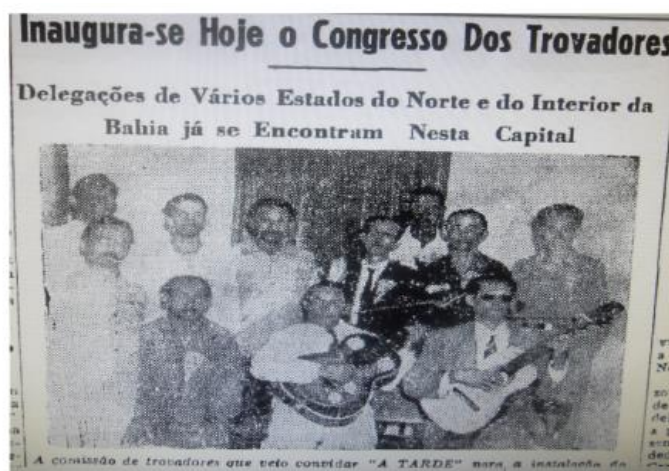 Inaugura-se Hoje o Congresso Dos Trovadores
Delegações de Vários Estados do Norte e do Interior da
Bahia já se Encontram Nesta Capital
A comissão de trovadores que veio convidar "A TARDE" para a instalação do